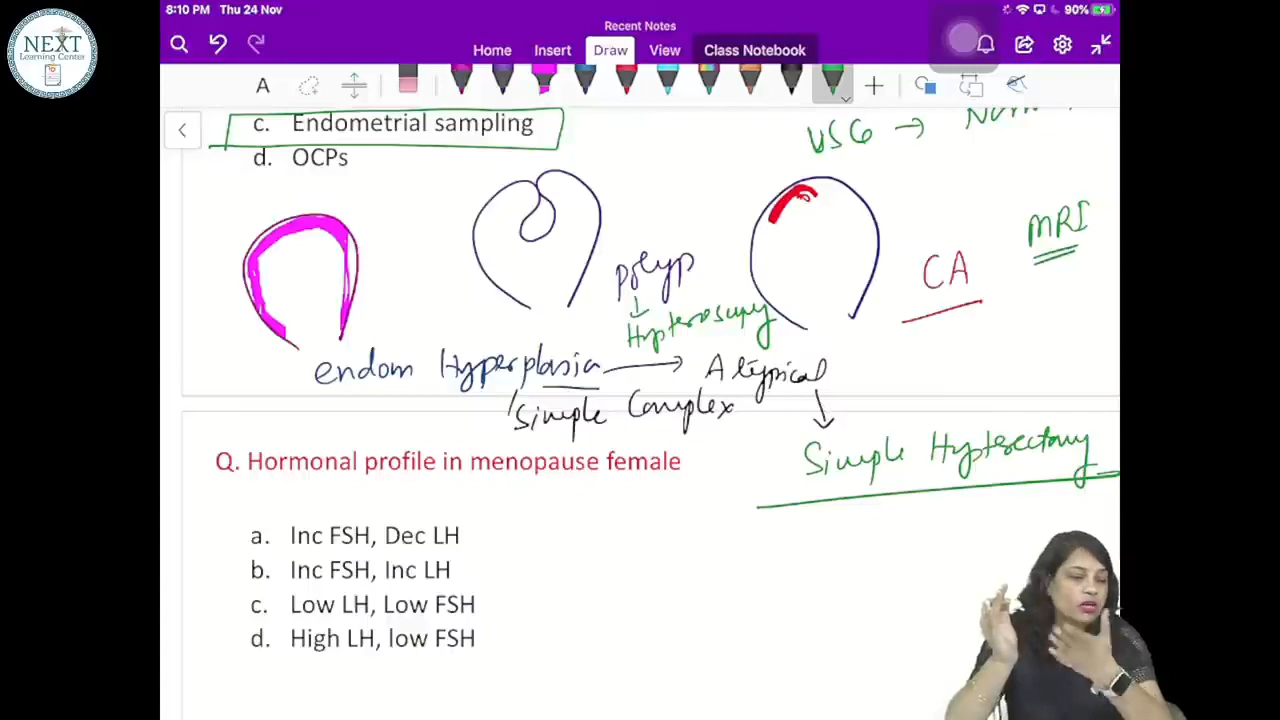 8:10 PM Thu 24 Nov
90%
NEXT
Learning Center
Recent Notes
Home Insert Draw View Class Notebook
A
c. Endometrial sampling
USG →
d. OCPs
MRI
CA
polyp
Hypteroscupy
endom Hyperplasia → Atypical
Simple Complex
Simple Hypterectomy
Q. Hormonal profile in menopause female
a. Inc FSH, Dec LH
b. Inc FSH, Inc LH
c. Low LH, Low FSH
d. High LH, low FSH